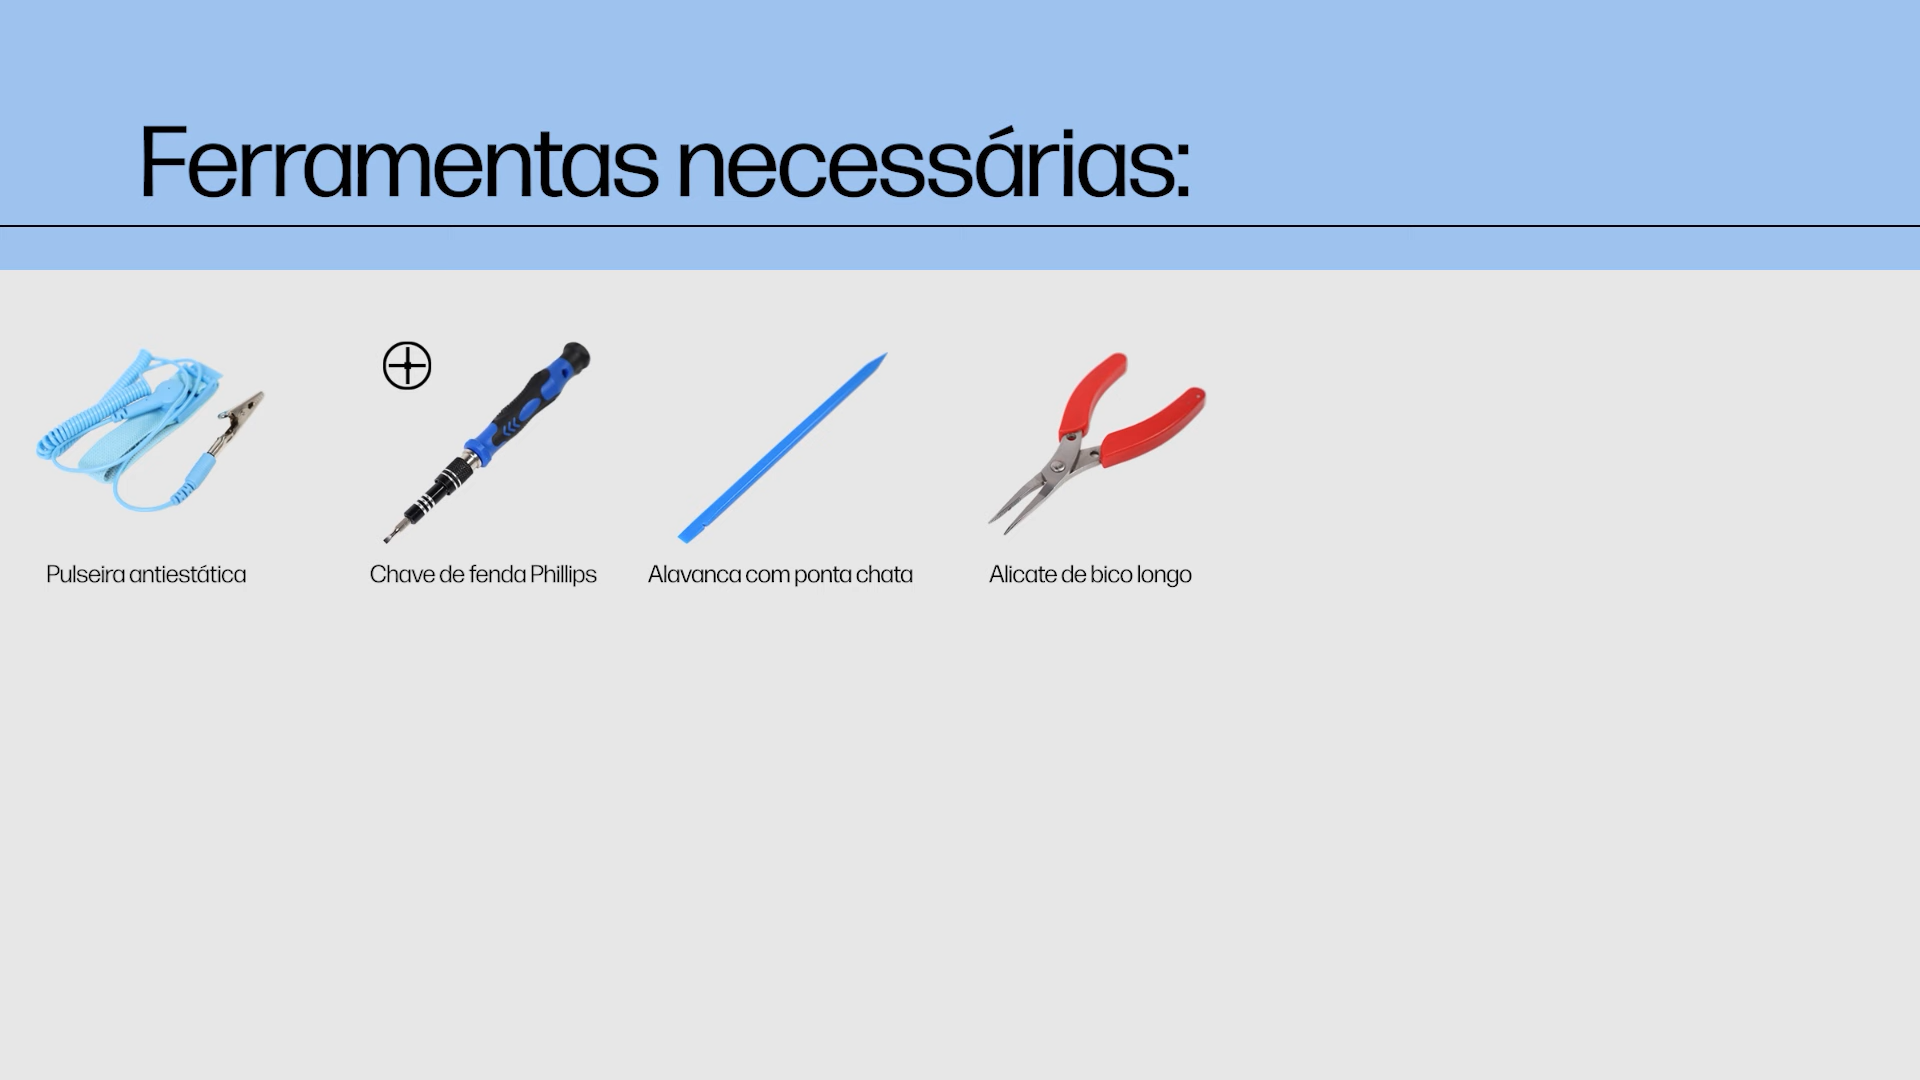 Ferramentas necessárias:
Pulseira antiestática
Chave de fenda Phillips
Alavanca com ponta chata
Alicate de bico longo